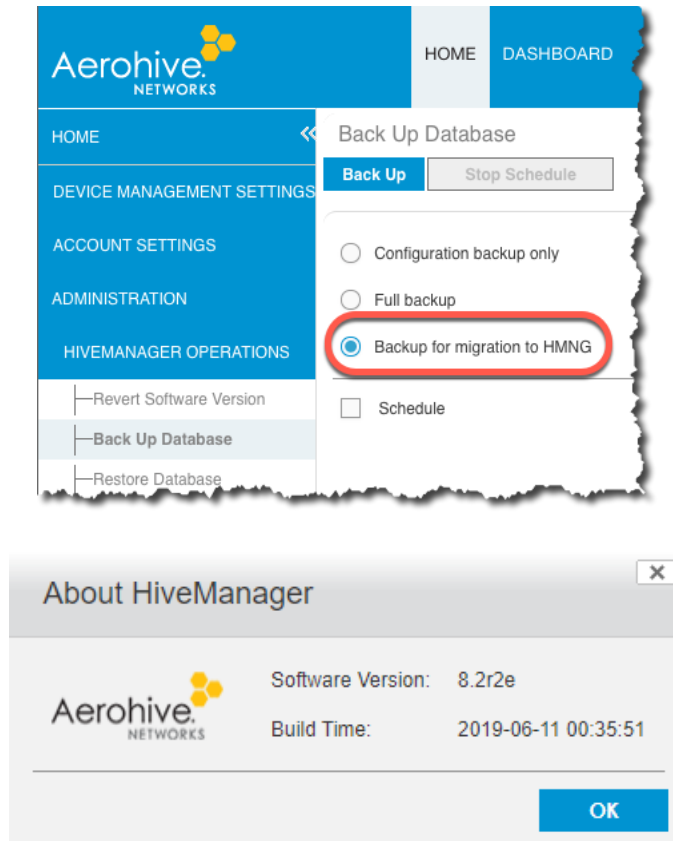 Aerohive.
NETWORKS
HOME DASHBOARD
HOME «
DEVICE MANAGEMENT SETTINGS
ACCOUNT SETTINGS
ADMINISTRATION
HIVEMANAGER OPERATIONS
Revert Software Version
Back Up Database
Restore Database
Back Up Database
Back Up Stop Schedule
Configuration backup only
Full backup
Backup for migration to HMNG
Schedule
About HiveManager
Aerohive.
NETWORKS
Software Version: 8.2r2e
Build Time: 2019-06-11 00:35:51
OK